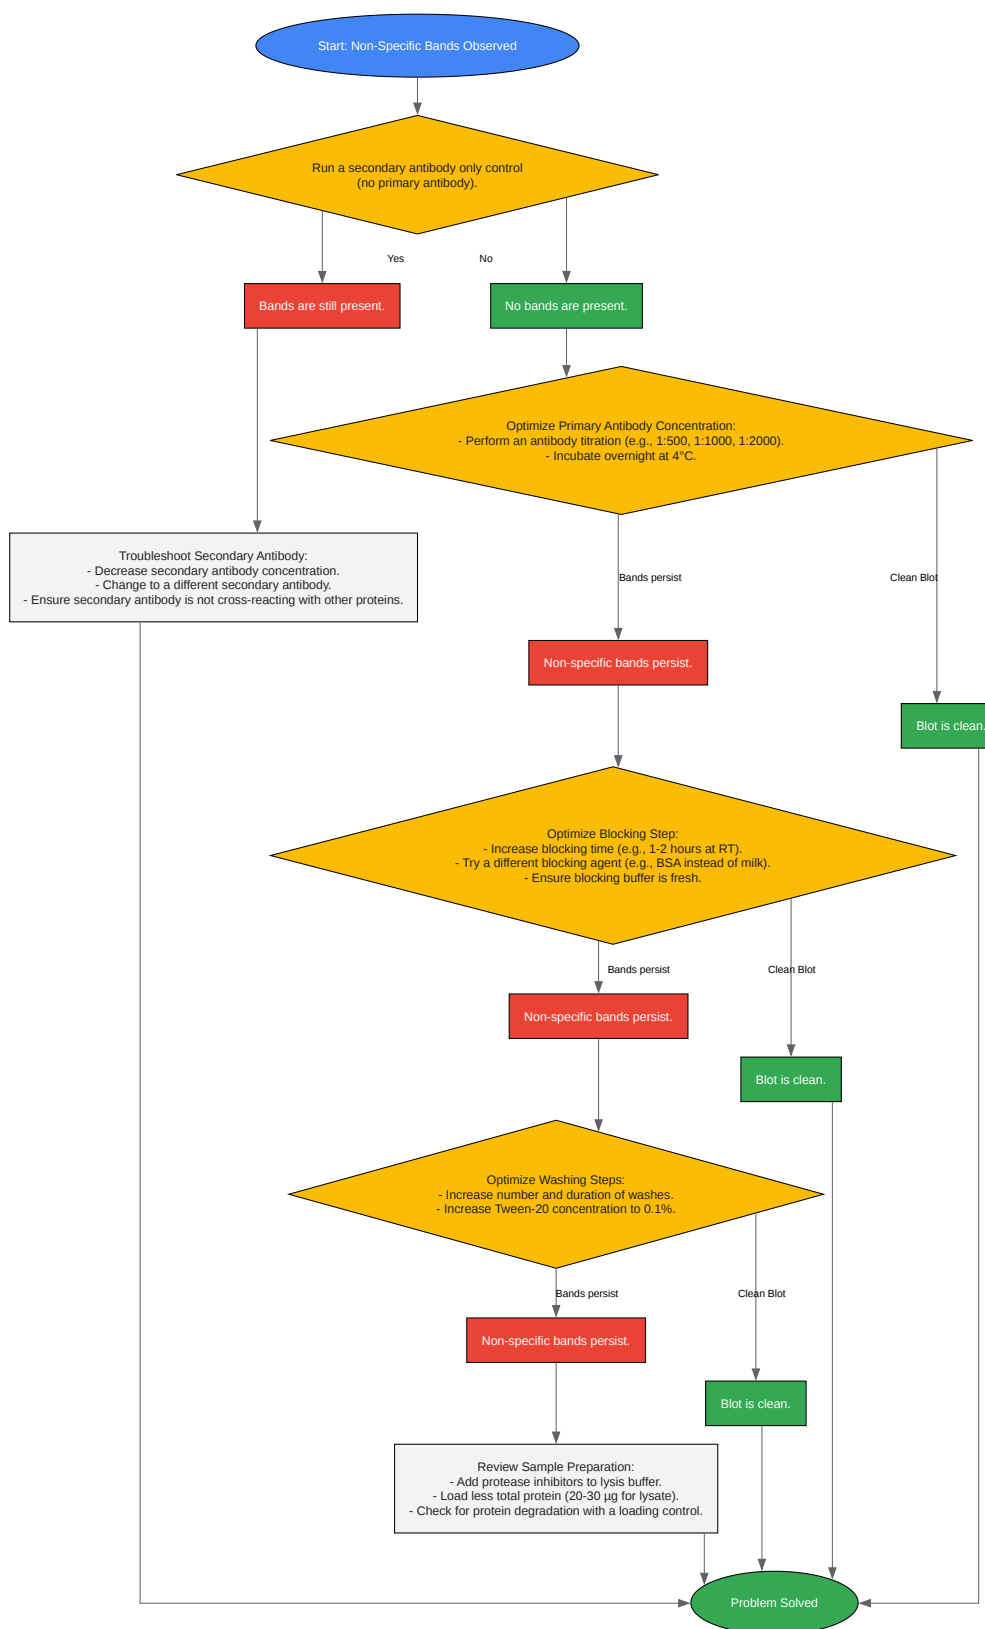 Start: Non-Specific Bands Observed
Run a secondary antibody only control
(no primary antibody).
Yes
No
Bands are still present.
No bands are present.
Optimize Primary Antibody Concentration:
- Perform an antibody titration (e.g., 1:500, 1:1000, 1:2000).
- Incubate overnight at 4°C.
Troubleshoot Secondary Antibody:
- Decrease secondary antibody concentration.
- Change to a different secondary antibody.
- Ensure secondary antibody is not cross-reacting with other proteins.
Bands persist
Clean Blot
Non-specific bands persist.
Blot is clean.
Optimize Blocking Step:
- Increase blocking time (e.g., 1-2 hours at RT).
- Try a different blocking agent (e.g., BSA instead of milk).
- Ensure blocking buffer is fresh.
Bands persist
Clean Blot
Non-specific bands persist.
Blot is clean.
Optimize Washing Steps:
- Increase number and duration of washes.
- Increase Tween-20 concentration to 0.1%.
Bands persist
Clean Blot
Non-specific bands persist.
Blot is clean.
Review Sample Preparation:
- Add protease inhibitors to lysis buffer.
- Load less total protein (20-30 µg for lysate).
- Check for protein degradation with a loading control.
Problem Solved